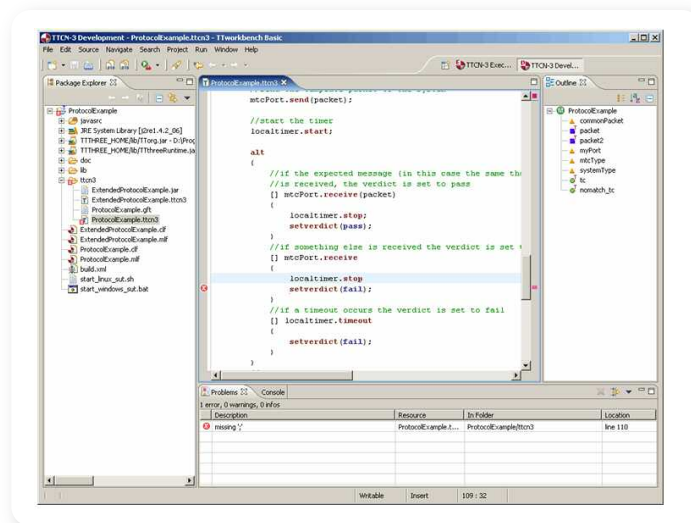 TTCN-3 Development - ProtocolExample.ttcn3 - TTworkbench Basic
File Edit Source Navigate Search Project Run Window Help
TTCN-3 Exec... TTCN-3 Devel...
Package Explorer
ProtocolExample
javasrc
JRE System Library [j2re1.4.2_06]
TTTHREE_HOME/lib/TTorg.jar - D:\Prog
TTTHREE_HOME/lib/TTthreeRuntime.ja
doc
lib
ttcn3
ExtendedProtocolExample.jar
ExtendedProtocolExample.ttcn3
ProtocolExample.gft
ProtocolExample.ttcn3
ExtendedProtocolExample.clf
ExtendedProtocolExample.mlf
ProtocolExample.clf
ProtocolExample.mlf
build.xml
start_linux_sut.sh
start_windows_sut.bat
ProtocolExample.ttcn3
mtcPort.send(packet);
//start the timer
localtimer.start;
alt
{
//if the expected message (in this case the same tha
//is received, the verdict is set to pass
[] mtcPort.receive(packet)
{
localtimer.stop;
setverdict(pass);
}
//if something else is received the verdict is set
[] mtcPort.receive
{
localtimer.stop
setverdict(fail);
}
//if a timeout occurs the verdict is set to fail
[] localtimer.timeout
{
setverdict(fail);
}
}
Outline
ProtocolExample
commonPacket
packet
packet2
myPort
mtcType
systemType
tc
nomatch_tc
Problems Console
1 error, 0 warnings, 0 infos
Description Resource In Folder Location
missing ';' ProtocolExample.t... ProtocolExample/ttcn3 line 110
Writable Insert 109 : 32